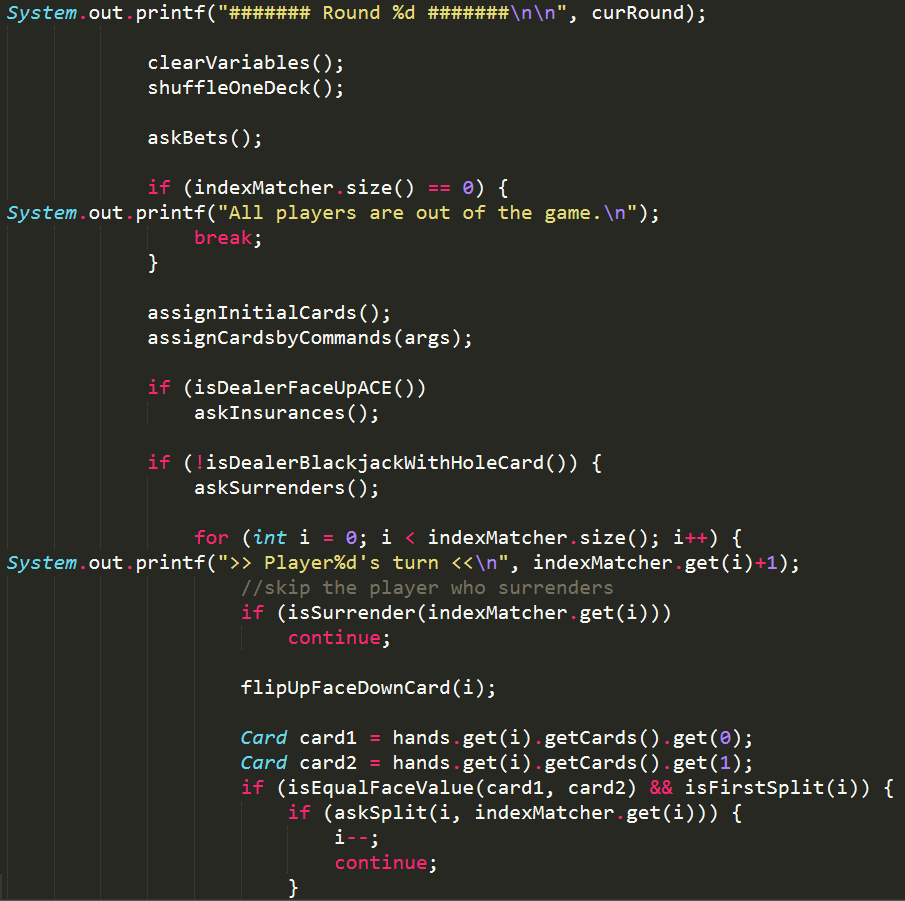 System.out.printf("####### Round %d #######\n\n", curRound);
clearVariables();
shuffleOneDeck();
askBets();
if (indexMatcher.size() == 0) {
System.out.printf("All players are out of the game.\n");
break;
}
assignInitialCards();
assignCardsbyCommands(args);
if (isDealerFaceUpACE())
askInsurances();
if (!isDealerBlackjackWithHoleCard()) {
askSurrenders();
for (int i = 0; i < indexMatcher.size(); i++) {
System.out.printf(">> Player%d's turn <<\n", indexMatcher.get(i)+1);
//skip the player who surrenders
if (isSurrender(indexMatcher.get(i)))
continue;
flipUpFaceDownCard(i);
Card card1 = hands.get(i).getCards().get(0);
Card card2 = hands.get(i).getCards().get(1);
if (isEqualFaceValue(card1, card2) && isFirstSplit(i)) {
if (askSplit(i, indexMatcher.get(i))) {
i--;
continue;
}